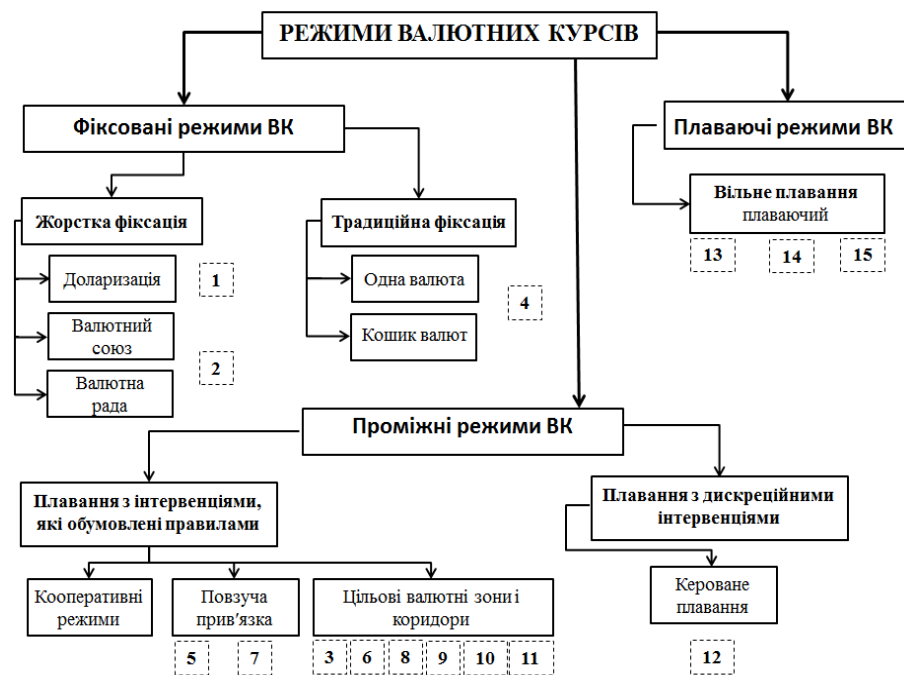 РЕЖИМИ ВАЛЮТНИХ КУРСІВ
Фіксовані режими ВК
Плаваючі режими ВК
Жорстка фіксація
Традиційна фіксація
Вільне плавання
плаваючий
13 14 15
Доларизація
1
Одна валюта
4
Валютний
союз
2
Кошик валют
Валютна
рада
Проміжні режими ВК
Плавання з інтервенціями,
які обумовлені правилами
Плавання з дискреційними
інтервенціями
Кооперативні
режими
Повзуча
прив'язка
Цільові валютні зони і
коридори
Кероване
плавання
5 7 3 6 8 9 10 11 12